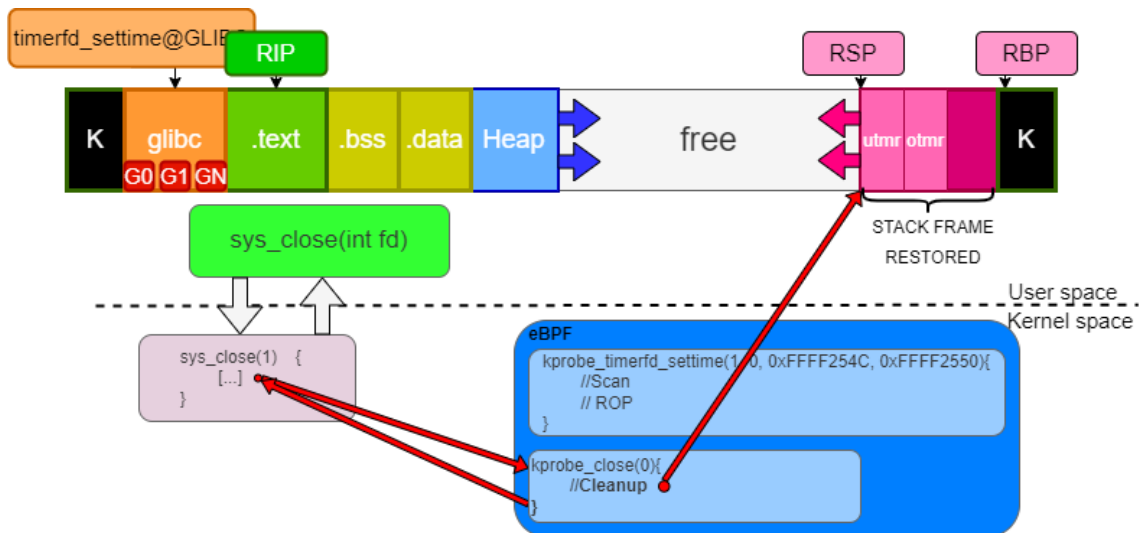 timerfd_settime@GLIBC
RIP
RSP
RBP
K
glibc
.text
.bss
.data
Heap
free
utmr
otmr
K
G0
G1
GN
sys_close(int fd)
STACK FRAME
RESTORED
User space
Kernel space
sys_close(1) {
[...]
}
eBPF
kprobe_timerfd_settime(1, 0, 0xFFFF254C, 0xFFFF2550){
//Scan
// ROP
}
kprobe_close(0){
//Cleanup
}